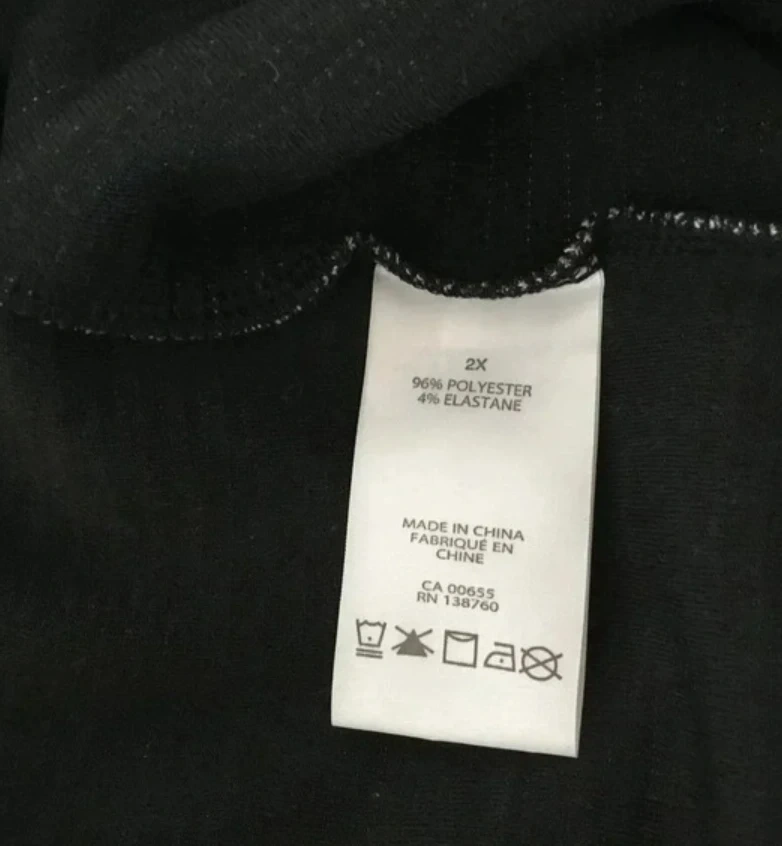 2X
96% POLYESTER
4% ELASTANE
MADE IN CHINA
FABRIQUÉ EN
CHINE
CA 00655
RN 138760